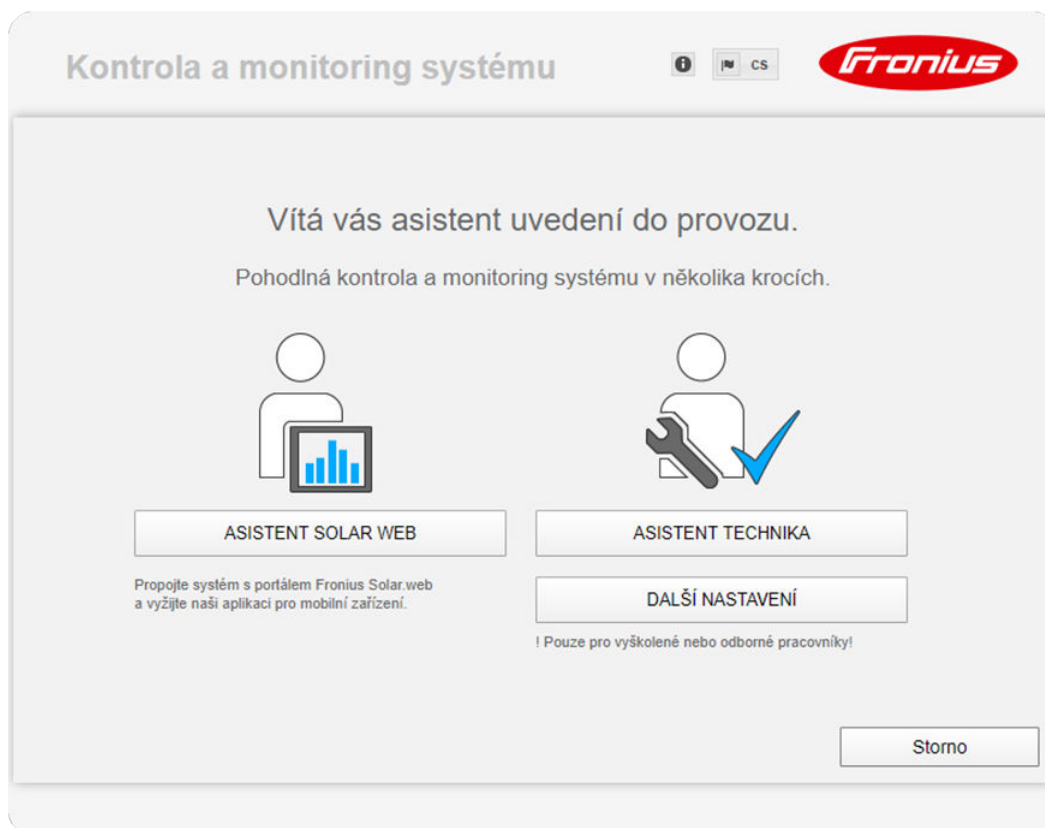 Kontrola a monitoring systému
CS
Fronius
Vítá vás asistent uvedení do provozu.
Pohodlná kontrola a monitoring systému v několika krocích.
ASISTENT SOLAR WEB
Propojte systém s portálem Fronius Solar.web
a vyžijte naši aplikaci pro mobilní zařízení.
ASISTENT TECHNIKA
DALŠÍ NASTAVENÍ
! Pouze pro vyškolené nebo odborné pracovníky!
Storno